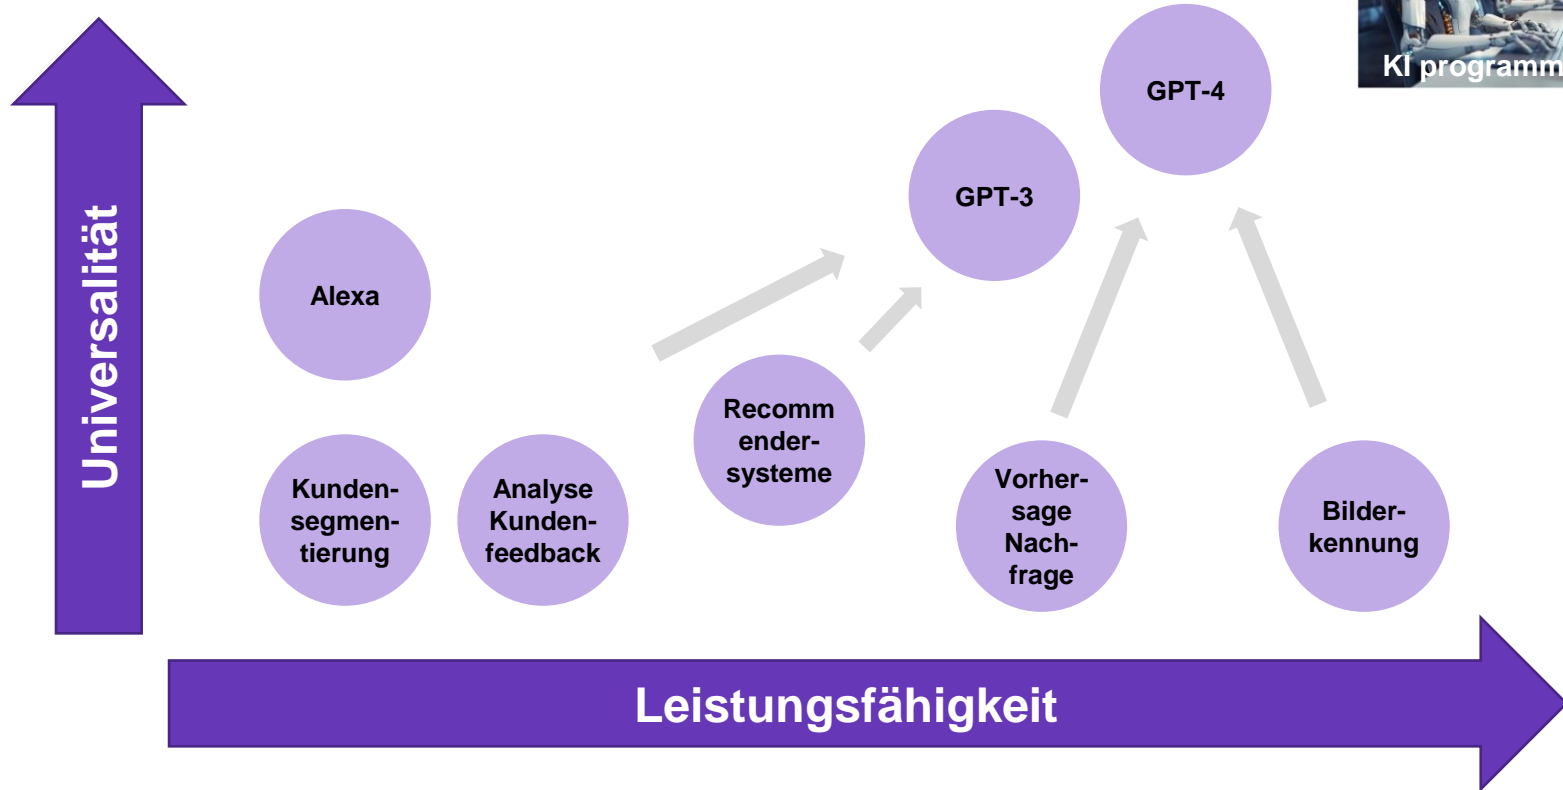 KI programm
GPT-4
GPT-3
Alexa
Universalität
Recomm
ender-
systeme
Kunden-
segmen-
tierung
Analyse
Kunden-
feedback
Vorher-
sage
Nach-
frage
Bilder-
kennung
Leistungsfähigkeit